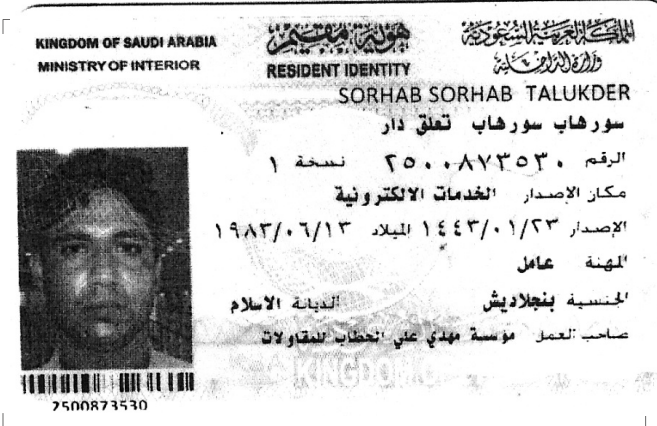 KINGDOM OF SAUDI ARABIA
MINISTRY OF INTERIOR
هوية مقيم
RESIDENT IDENTITY
المملكة العربية السعودية
وزارة الداخلية
SORHAB SORHAB TALUKDER
سورهاب سورهاب تعلق دار
الرقم ٢٥٠٠٨٧٣٥٣٠ نسخة ١
مكان الإصدار الخدمات الالكترونية
الإصدار ١٤٤٣/٠١/٢٣ الميلاد ١٩٨٣/٠٦/١٣
المهنة عامل
الجنسية بنجلاديش الديانة الاسلام
صاحب العمل مؤسسة مهدي علي الحطاب للمقاولات
KINGDOM O
2500873530